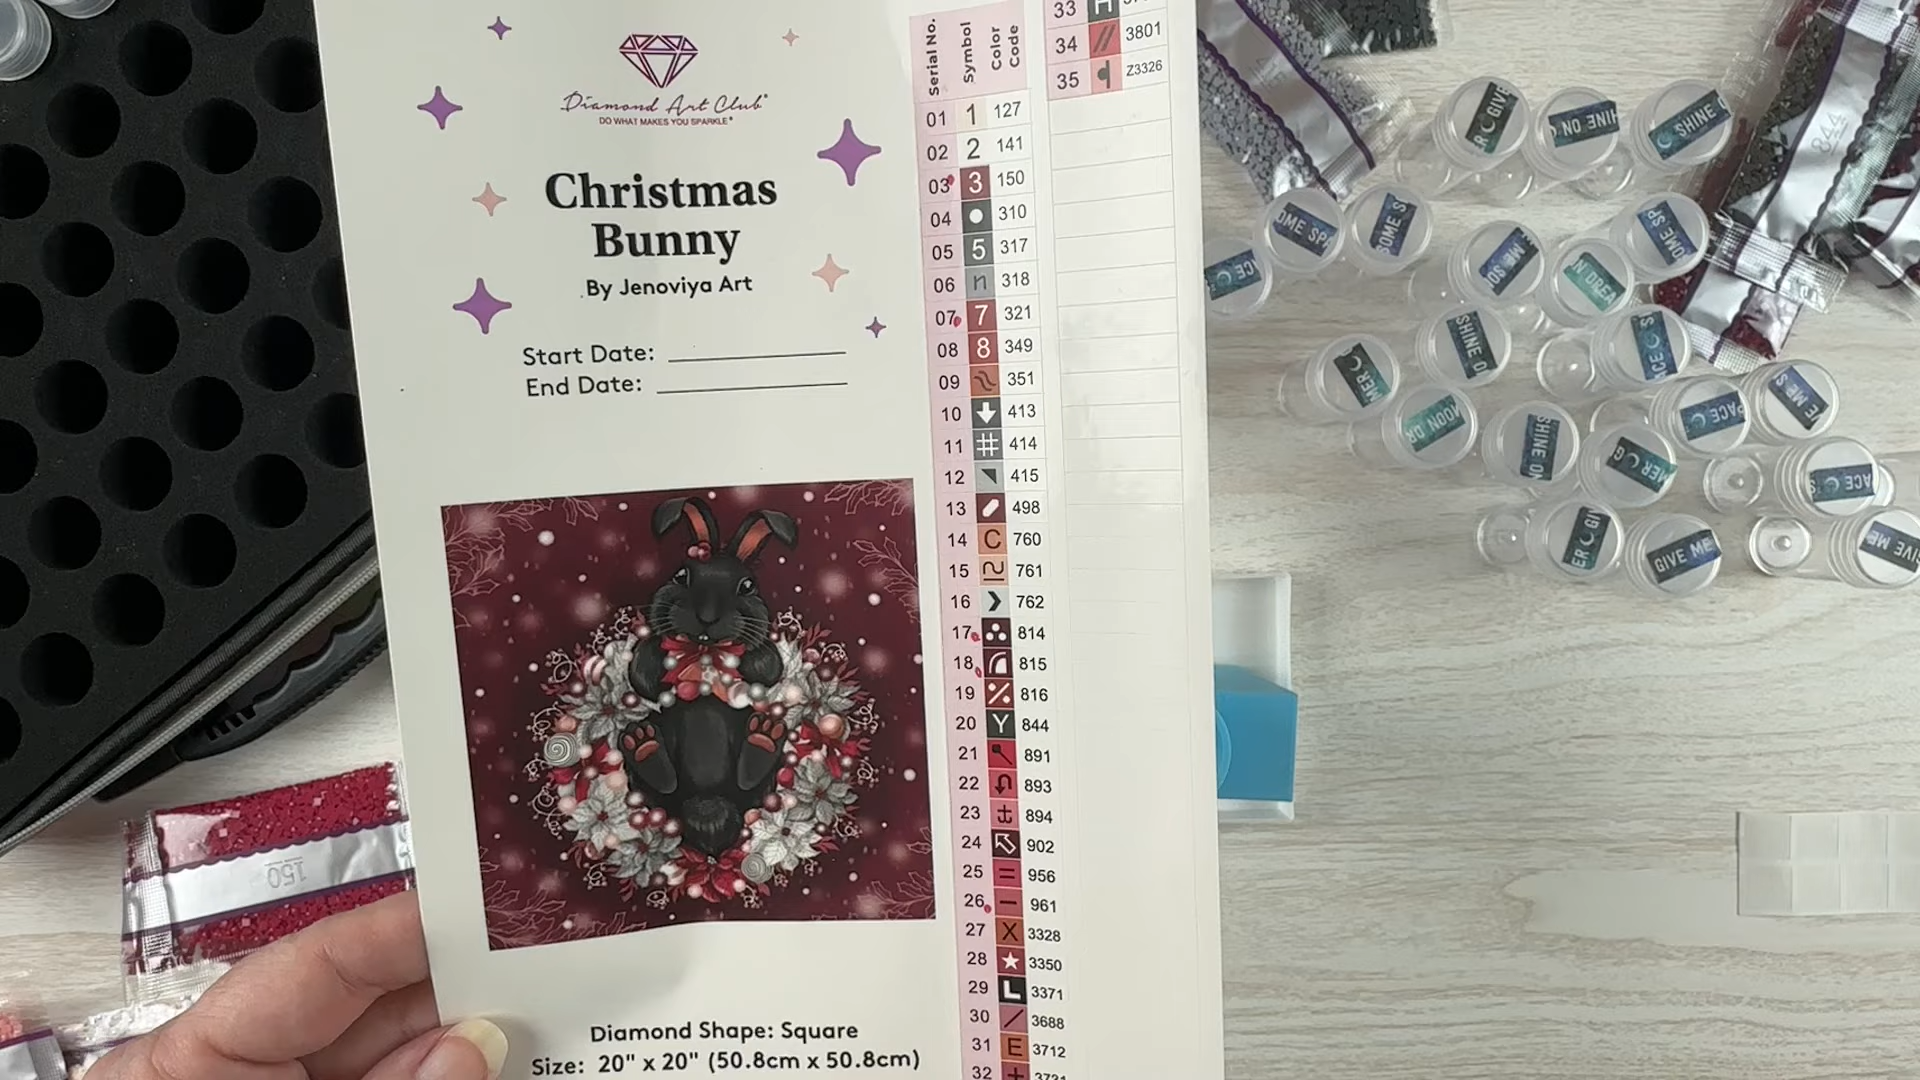 Diamond Art Club®
DO WHAT MAKES YOU SPARKLE®
Christmas
Bunny
By Jenoviya Art
Start Date:
End Date:
Diamond Shape: Square
Size: 20" x 20" (50.8cm x 50.8cm)
Serial No. Symbol Color Code
01 1 127
02 2 141
03 3 150
04 310
05 5 317
06 n 318
07 7 321
08 8 349
09 351
10 413
11 # 414
12 415
13 498
14 C 760
15 761
16 762
17 814
18 815
19 816
20 Y 844
21 891
22 893
23 894
24 902
25 = 956
26 − 961
27 X 3328
28 ★ 3350
29 L 3371
30 / 3688
31 E 3712
32 +
33 H
34 // 3801
35 Z3326
150
844
GIVE
SHINE
OME SPA
SHINE O
GIVE ME